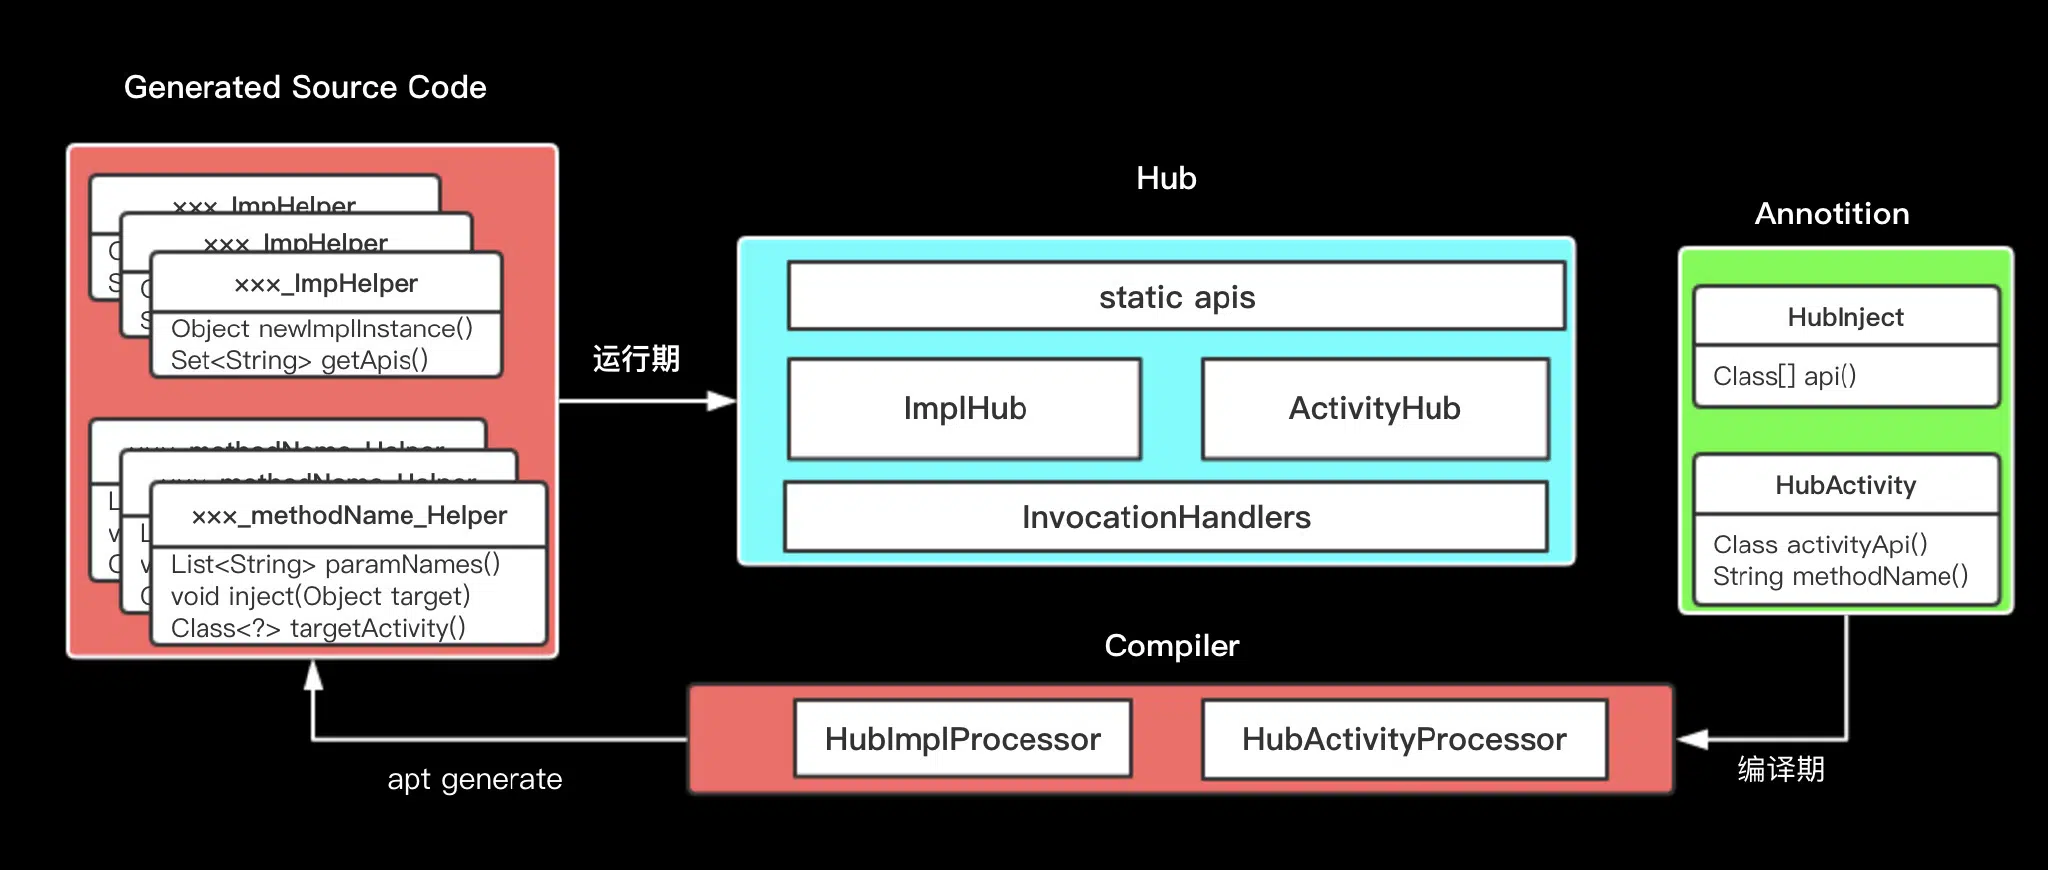 Generated Source Code
xxx_ImpHelper
xxx_ImpHelper
xxx_ImpHelper
Object newImplInstance()
Set<String> getApis()
xxx_methodName_Helper
xxx_methodName_Helper
xxx_methodName_Helper
List<String> paramNames()
void inject(Object target)
Class<?> targetActivity()
运行期
Hub
static apis
ImplHub
ActivityHub
InvocationHandlers
Annotition
HubInject
Class[] api()
HubActivity
Class activityApi()
String methodName()
Compiler
HubImplProcessor
HubActivityProcessor
apt generate
编译期